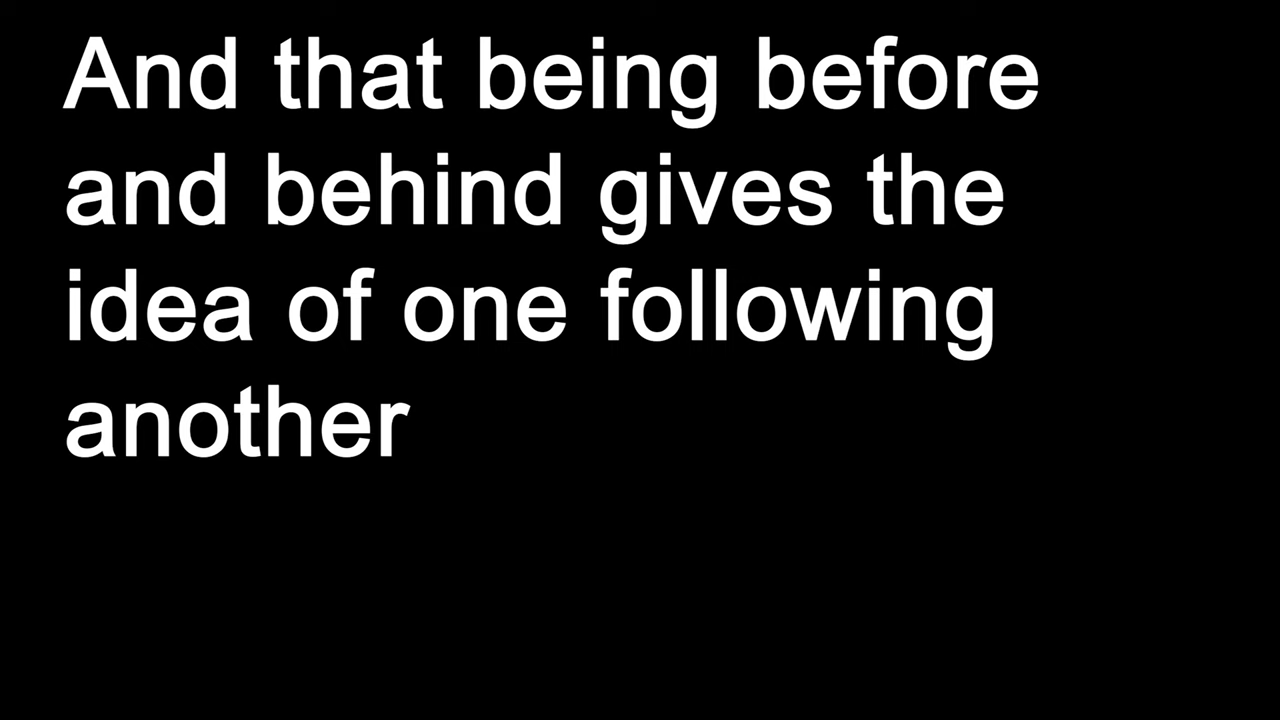 And that being before
and behind gives the
idea of one following
another